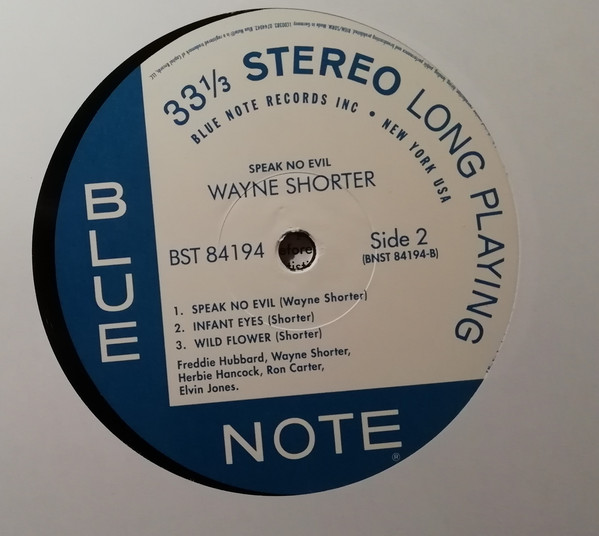 33 1/3 STEREO LONG PLAYING
BLUE NOTE RECORDS INC • NEW YORK USA
SPEAK NO EVIL
WAYNE SHORTER
BST 84194
Side 2
(BNST 84194-B)
1. SPEAK NO EVIL (Wayne Shorter)
2. INFANT EYES (Shorter)
3. WILD FLOWER (Shorter)
Freddie Hubbard, Wayne Shorter,
Herbie Hancock, Ron Carter,
Elvin Jones.
BLUE
NOTE
®